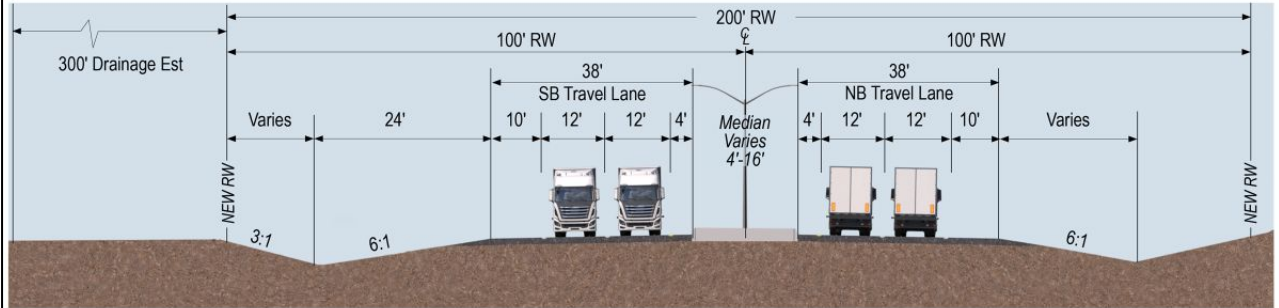 200' RW
℄
100' RW
100' RW
300' Drainage Est
38'
SB Travel Lane
38'
NB Travel Lane
Varies
24'
10'
12'
12'
4'
Median
Varies
4'-16'
4'
12'
12'
10'
Varies
NEW RW
3:1
6:1
6:1
NEW RW